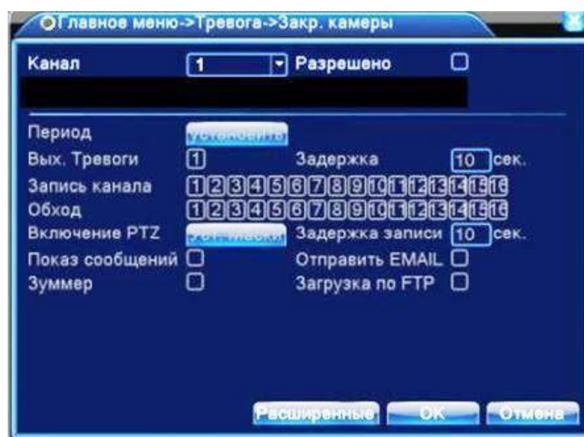 Главное меню->Тревога->Закр. камеры
Канал 1 Разрешено
Период Установить
Вых. Тревоги 1 Задержка 10 сек.
Запись канала 1 2 3 4 5 6 7 8 9 10 11 12 13 14 15 16
Обход 1 2 3 4 5 6 7 8 9 10 11 12 13 14 15 16
Включение PTZ Уст. Маски Задержка записи 10 сек.
Показ сообщений Отправить EMAIL
Зуммер Загрузка по FTP
Расширенные OK Отмена